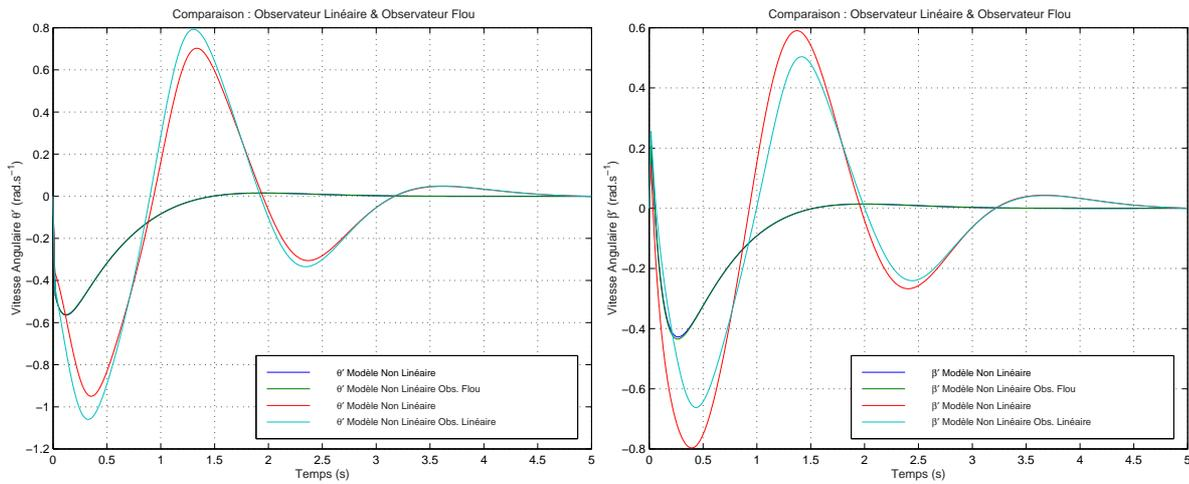 Comparaison : Observateur Linéaire & Observateur Flou
0.8
0.6
0.4
0.2
0
−0.2
−0.4
−0.6
−0.8
−1
−1.2
Vitesse Angulaire θ′ (rad.s−1)
θ′ Modèle Non Linéaire
θ′ Modèle Non Linéaire Obs. Flou
θ′ Modèle Non Linéaire
θ′ Modèle Non Linéaire Obs. Linéaire
0 0.5 1 1.5 2 2.5 3 3.5 4 4.5 5
Temps (s)
Comparaison : Observateur Linéaire & Observateur Flou
0.6
0.4
0.2
0
−0.2
−0.4
−0.6
−0.8
Vitesse Angulaire β′ (rad.s−1)
β′ Modèle Non Linéaire
β′ Modèle Non Linéaire Obs. Flou
β′ Modèle Non Linéaire
β′ Modèle Non Linéaire Obs. Linéaire
0 0.5 1 1.5 2 2.5 3 3.5 4 4.5 5
Temps (s)